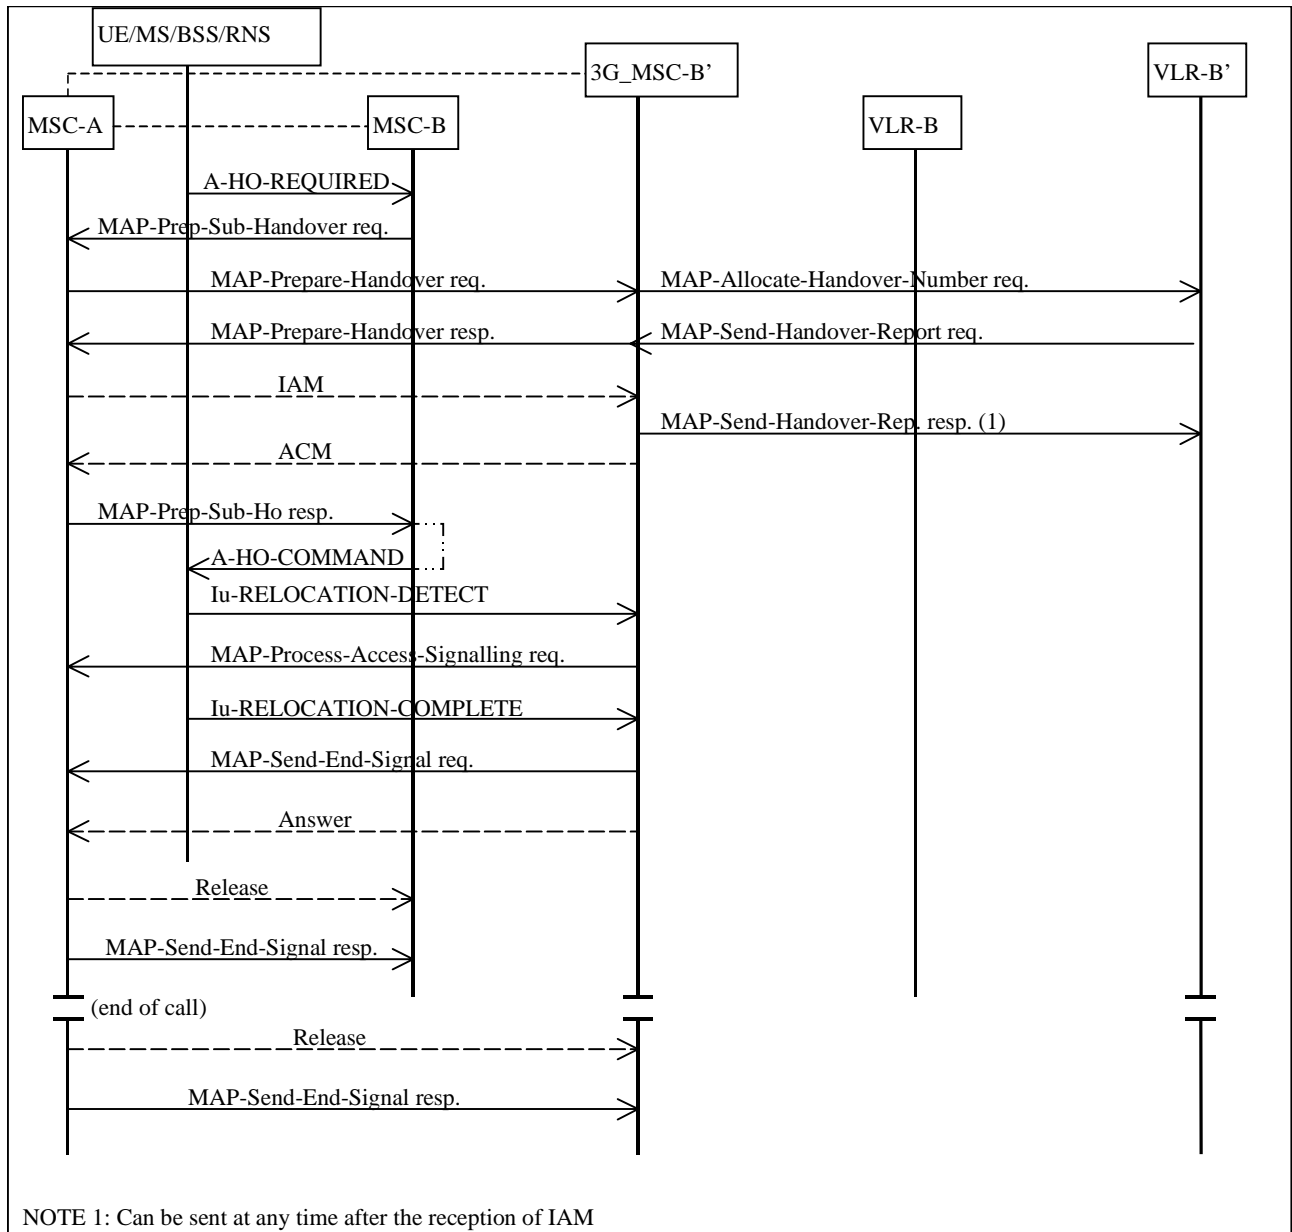 UE/MS/BSS/RNS
3G_MSC-B’
VLR-B’
MSC-A
MSC-B
VLR-B
A-HO-REQUIRED
MAP-Prep-Sub-Handover req.
MAP-Prepare-Handover req.
MAP-Allocate-Handover-Number req.
MAP-Prepare-Handover resp.
MAP-Send-Handover-Report req.
IAM
MAP-Send-Handover-Rep. resp. (1)
ACM
MAP-Prep-Sub-Ho resp.
A-HO-COMMAND
Iu-RELOCATION-DETECT
MAP-Process-Access-Signalling req.
Iu-RELOCATION-COMPLETE
MAP-Send-End-Signal req.
Answer
Release
MAP-Send-End-Signal resp.
(end of call)
Release
MAP-Send-End-Signal resp.
NOTE 1: Can be sent at any time after the reception of IAM